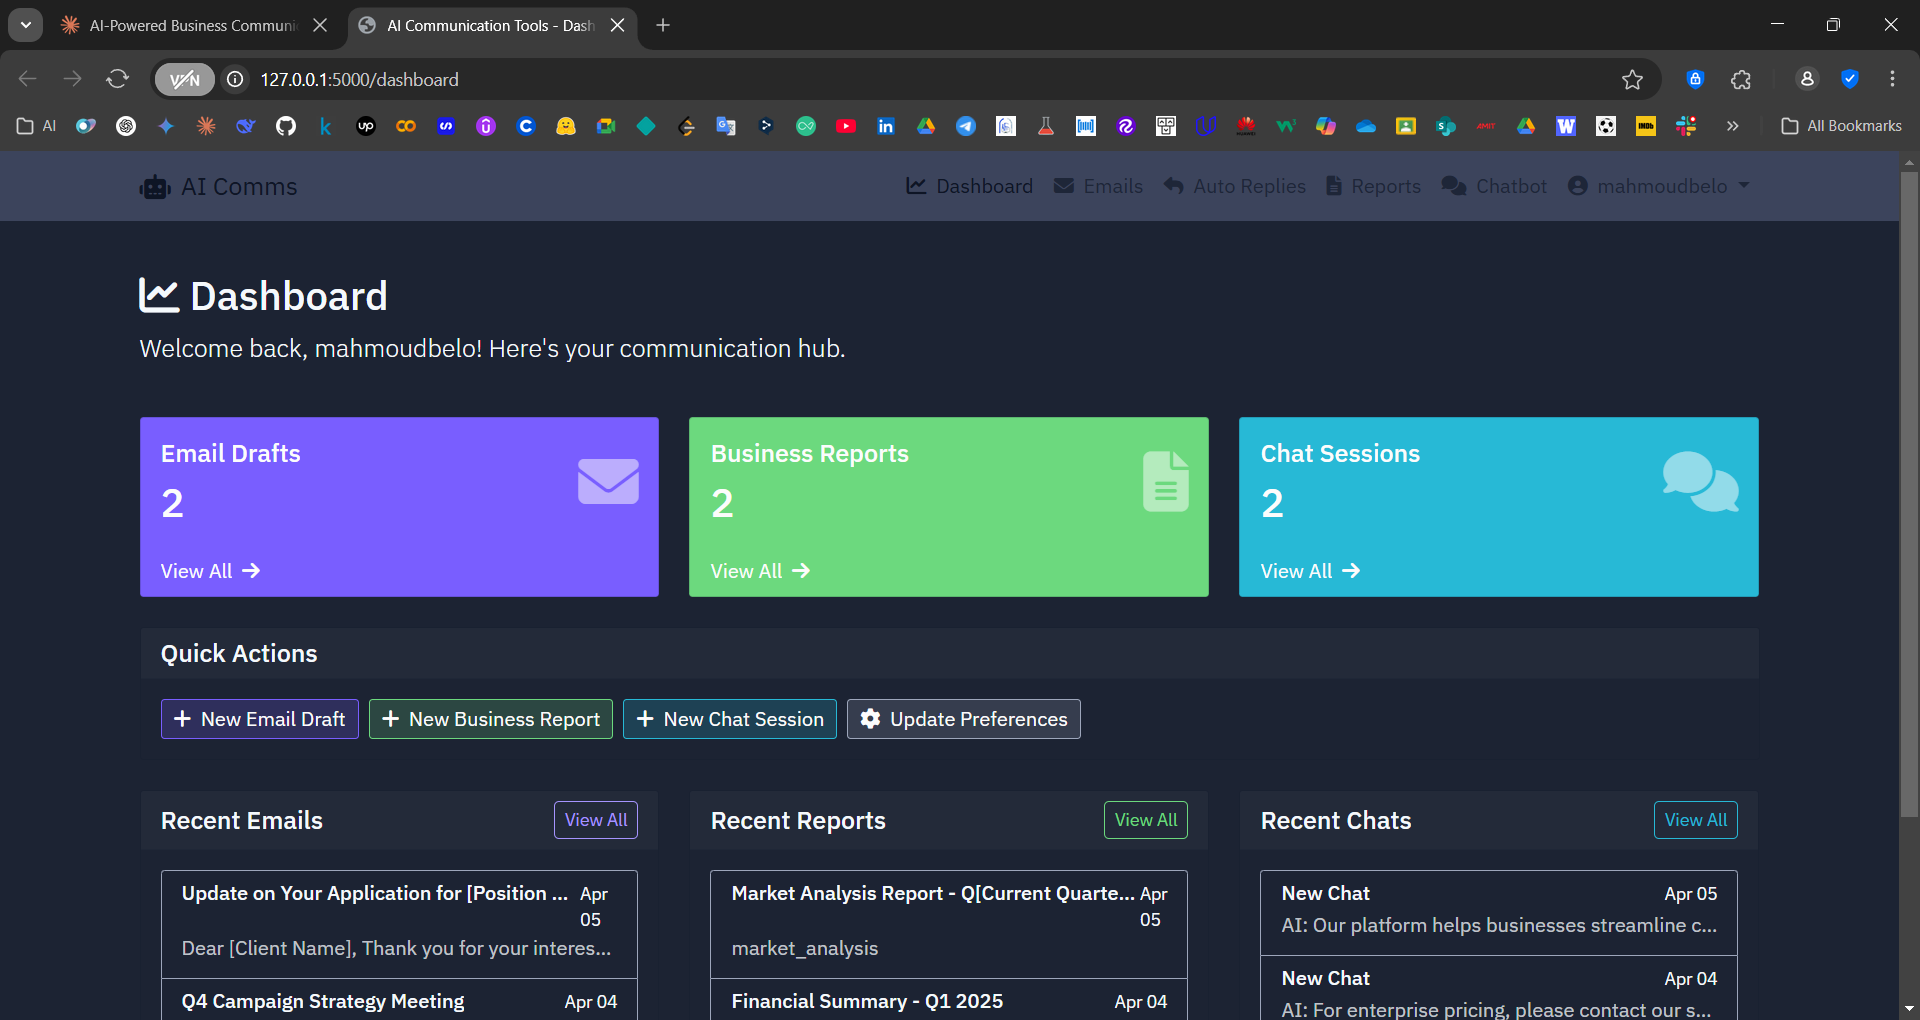 AI-Powered Business Communi
AI Communication Tools - Dash
VPN
127.0.0.1:5000/dashboard
AI
All Bookmarks
AI Comms
Dashboard
Emails
Auto Replies
Reports
Chatbot
mahmoudbelo
Dashboard
Welcome back, mahmoudbelo! Here's your communication hub.
Email Drafts
2
View All
Business Reports
2
View All
Chat Sessions
2
View All
Quick Actions
New Email Draft
New Business Report
New Chat Session
Update Preferences
Recent Emails
View All
Update on Your Application for [Position ... Apr
05
Dear [Client Name], Thank you for your interes...
Q4 Campaign Strategy Meeting Apr 04
Recent Reports
View All
Market Analysis Report - Q[Current Quarte... Apr
05
market_analysis
Financial Summary - Q1 2025 Apr 04
Recent Chats
View All
New Chat Apr 05
AI: Our platform helps businesses streamline c...
New Chat Apr 04
AI: For enterprise pricing, please contact our s...